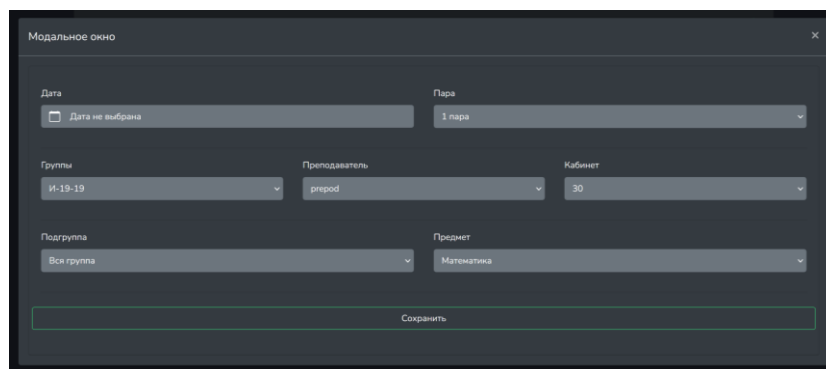 Модальное окно
Дата Пара
Дата не выбрана 1 пара
Группы Преподаватель Кабинет
И-19-19 prepod 30
Подгруппа Предмет
Вся группа Математика
Сохранить